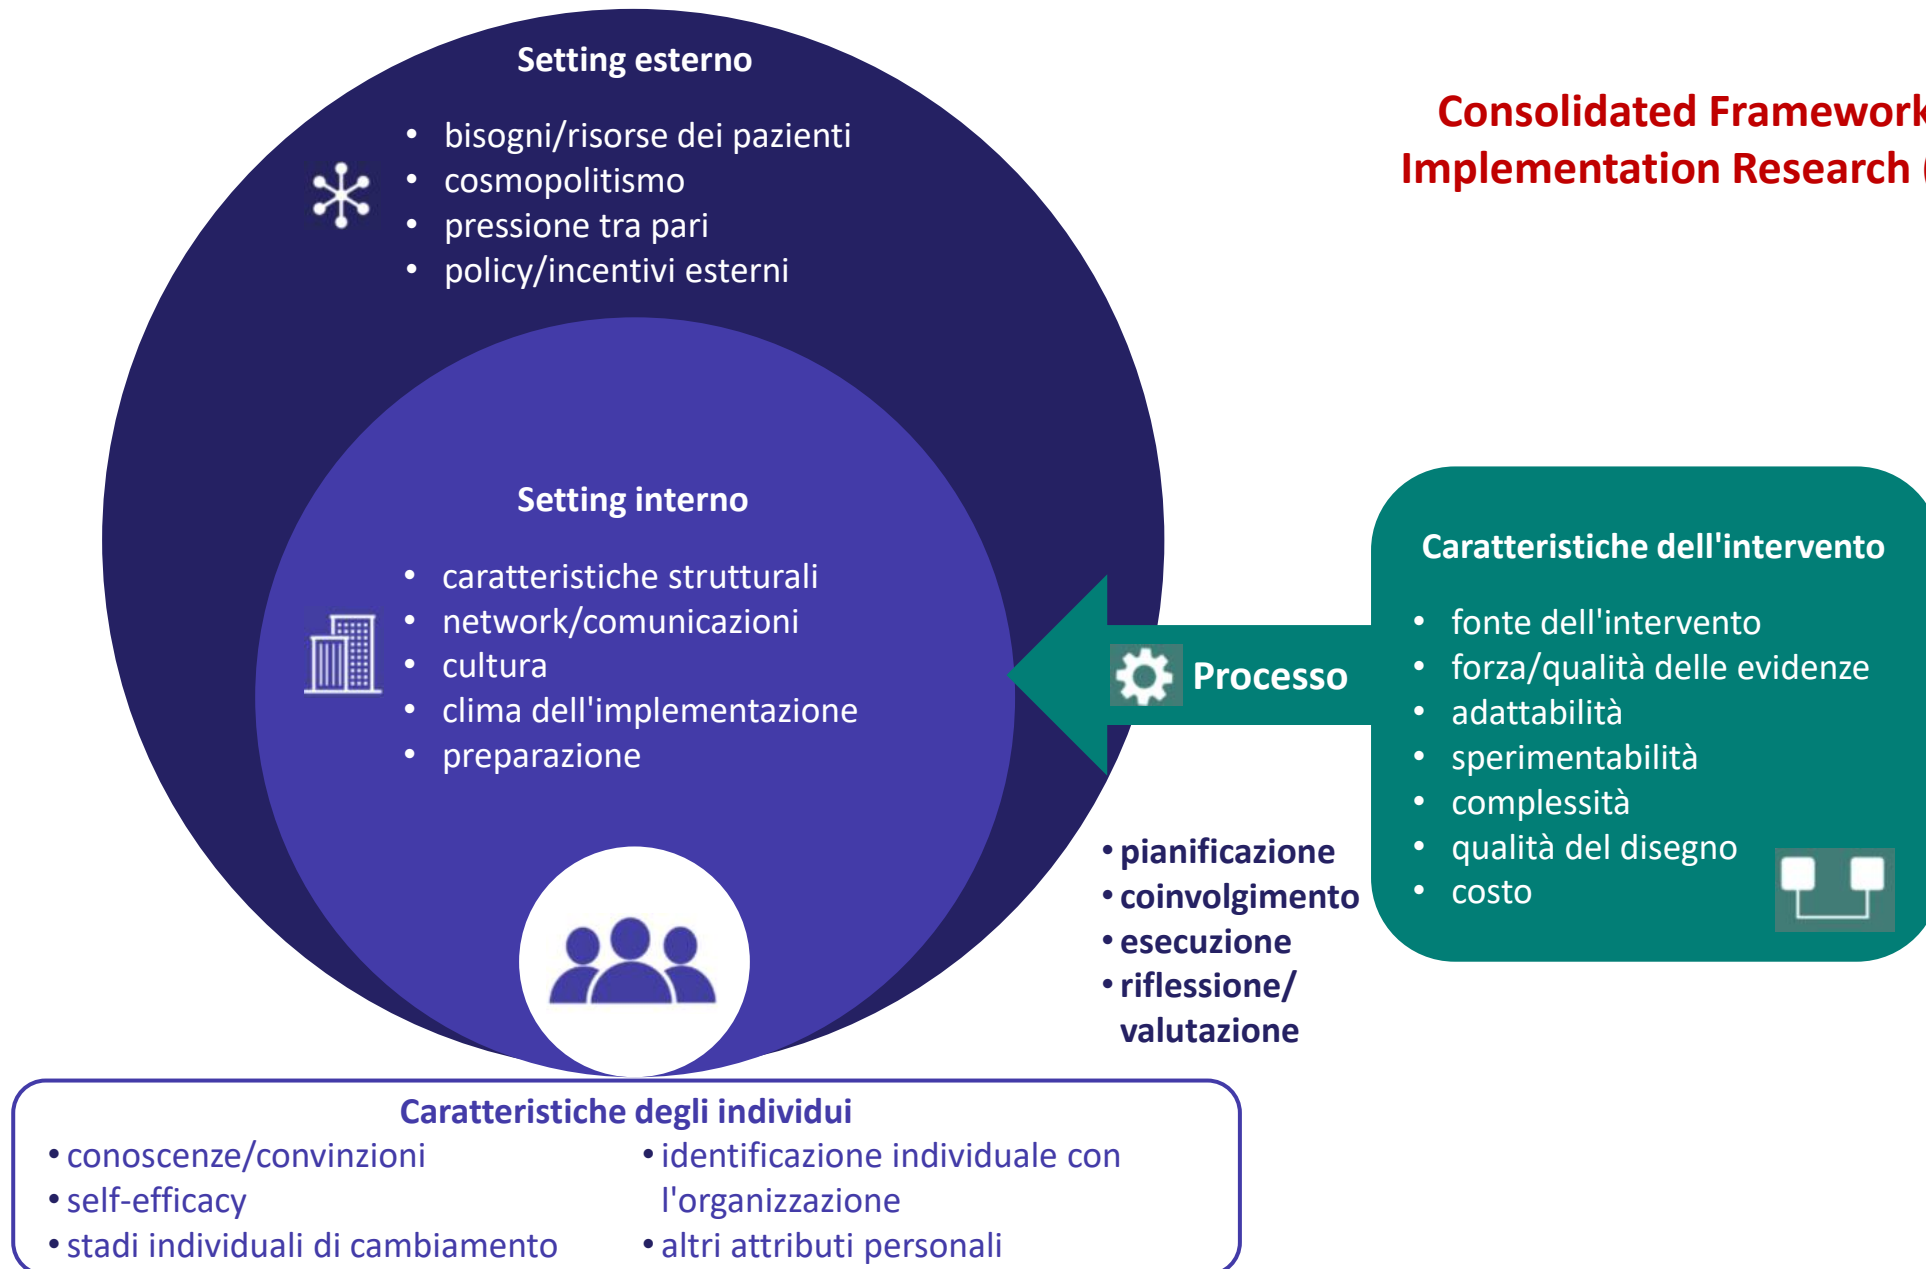 Setting esterno
• bisogni/risorse dei pazienti
• cosmopolitismo
• pressione tra pari
• policy/incentivi esterni
Consolidated Framework
Implementation Research (
Setting interno
• caratteristiche strutturali
• network/comunicazioni
• cultura
• clima dell'implementazione
• preparazione
Processo
• pianificazione
• coinvolgimento
• esecuzione
• riflessione/
valutazione
Caratteristiche dell'intervento
• fonte dell'intervento
• forza/qualità delle evidenze
• adattabilità
• sperimentabilità
• complessità
• qualità del disegno
• costo
Caratteristiche degli individui
• conoscenze/convinzioni
• self-efficacy
• stadi individuali di cambiamento
• identificazione individuale con
l'organizzazione
• altri attributi personali